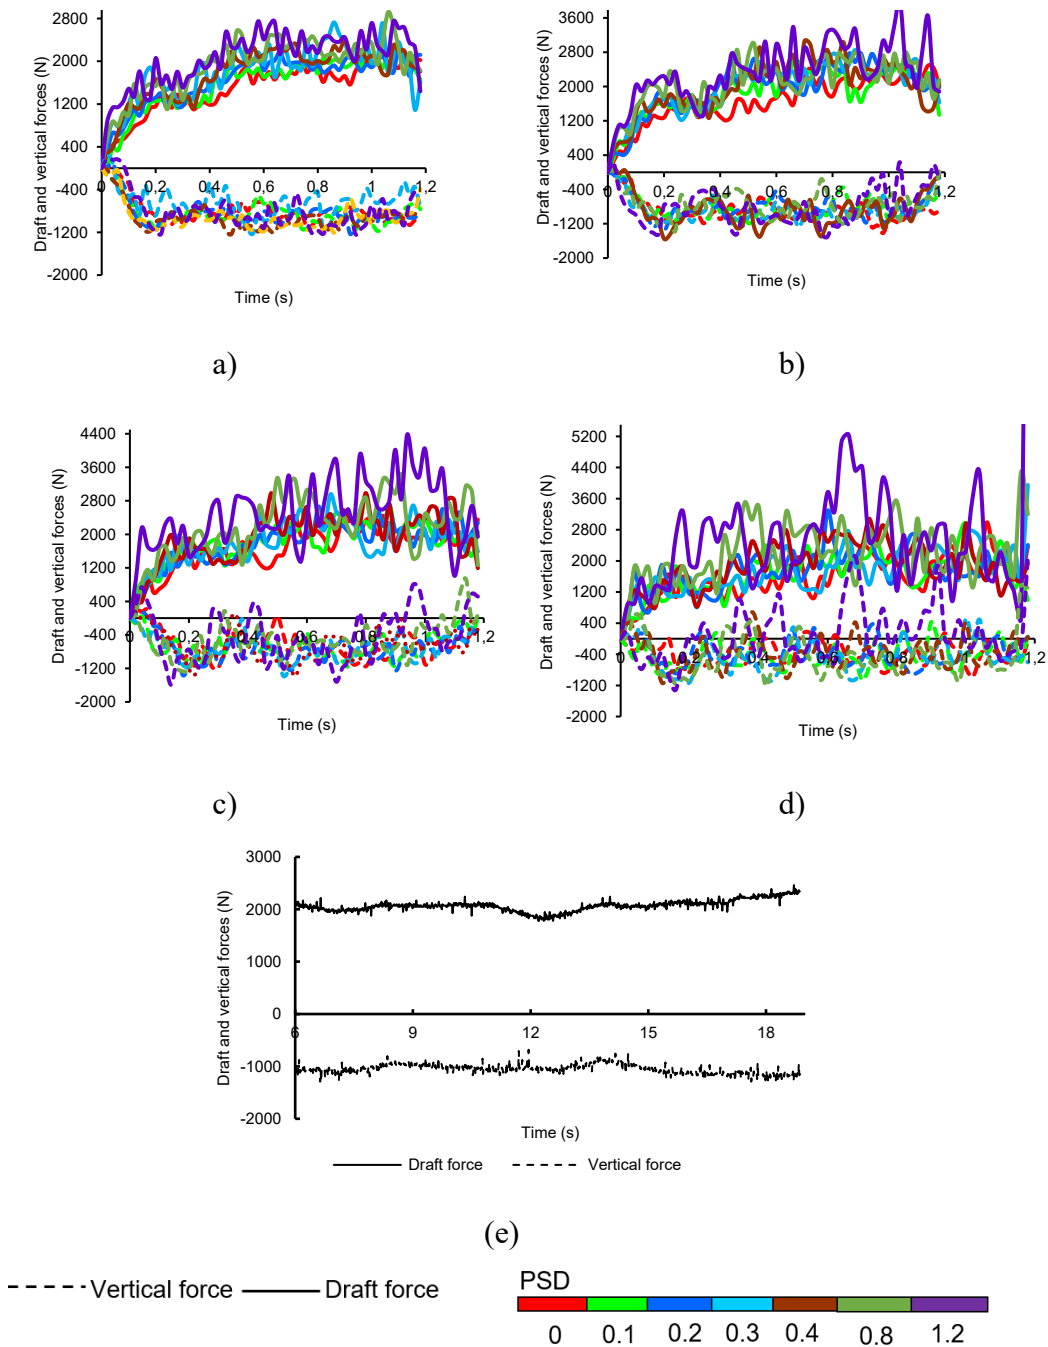 Draft and vertical forces (N)
2800
2000
1200
400
-400
-1200
-2000
0 0,2 0,4 0,6 0,8 1 1,2
Time (s)
a)
Draft and vertical forces (N)
3600
2800
2000
1200
400
-400
-1200
-2000
0 0.2 0.4 0.6 0.8 1 1.2
Time (s)
b)
Draft and vertical forces (N)
4400
3600
2800
2000
1200
400
-400
-1200
-2000
0 0.2 0.4 0.6 0.8 1 1.2
Time (s)
c)
Draft and vertical forces (N)
5200
4400
3600
2800
2000
1200
400
-400
-1200
-2000
0 0,2 0,4 0,6 0,8 1 1,2
Time (s)
d)
Draft and vertical forces (N)
3000
2000
1000
0
-1000
-2000
6 9 12 15 18
Time (s)
Draft force Vertical force
(e)
Vertical force Draft force
PSD
0 0.1 0.2 0.3 0.4 0.8 1.2